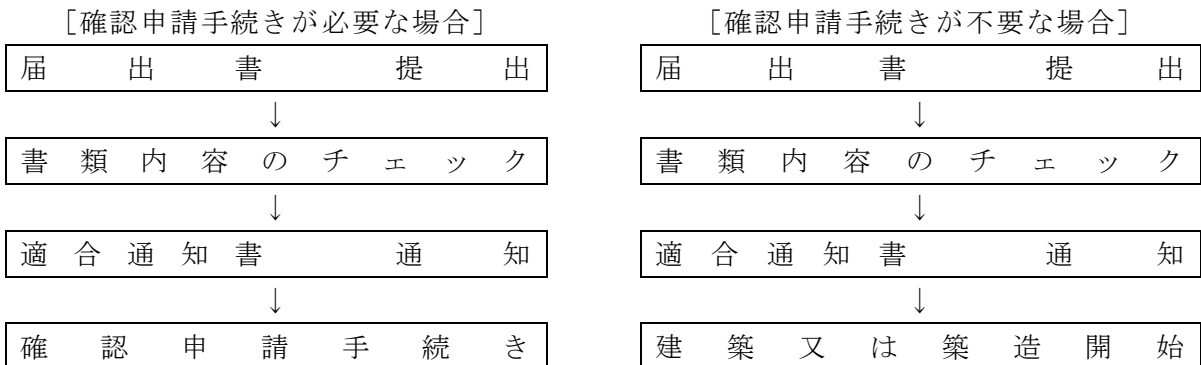 ［確認申請手続きが必要な場合］
届出書　提出
↓
書類内容のチェック
↓
適合通知書　通知
↓
確認申請手続き
［確認申請手続きが不要な場合］
届出書　提出
↓
書類内容のチェック
↓
適合通知書　通知
↓
建築又は築造開始